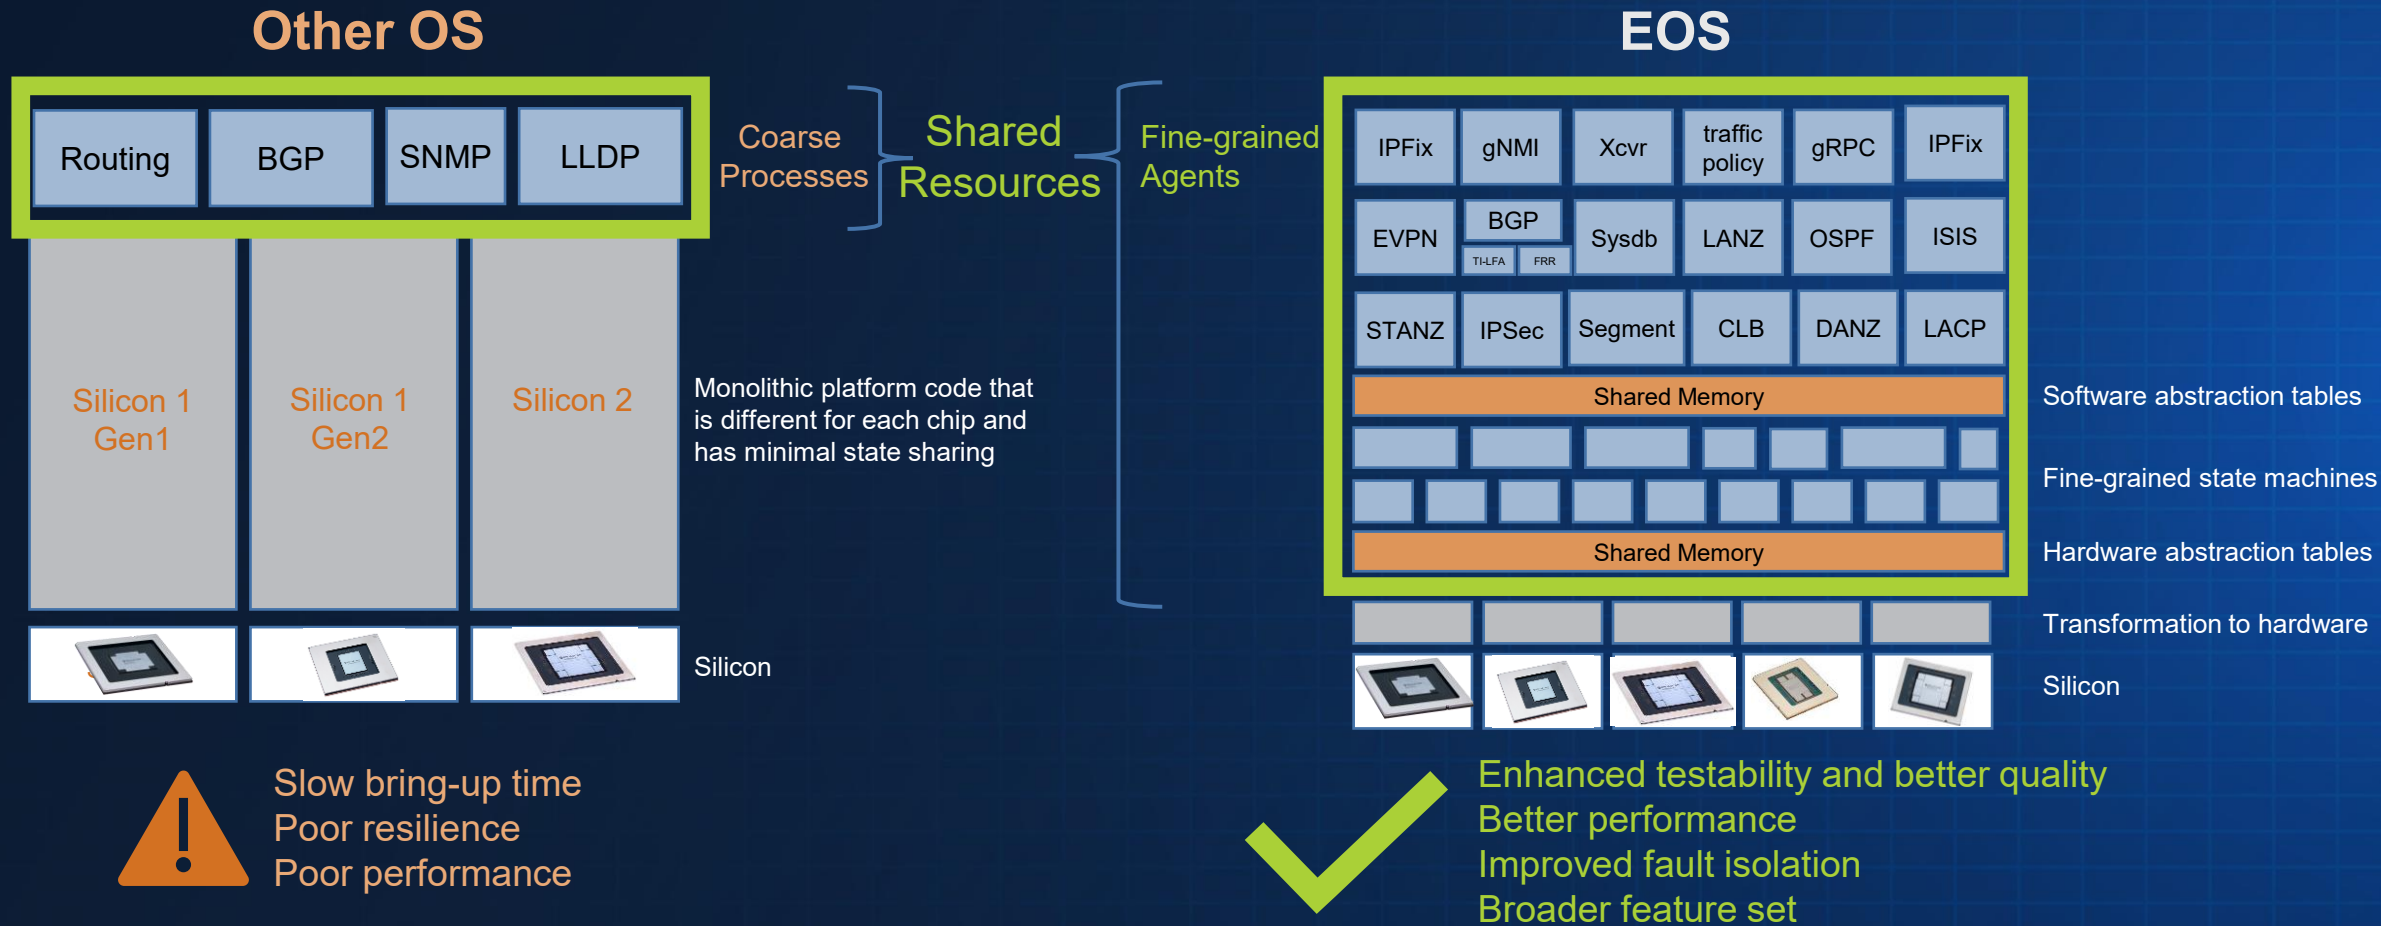 Other OS
Routing
BGP
SNMP
LLDP
Coarse
Processes
Silicon 1
Gen1
Silicon 1
Gen2
Silicon 2
Monolithic platform code that
is different for each chip and
has minimal state sharing
Silicon
Slow bring-up time
Poor resilience
Poor performance
Shared
Resources
EOS
Fine-grained
Agents
IPFix
gNMI
Xcvr
traffic
policy
gRPC
IPFix
EVPN
BGP
TI-LFA
FRR
Sysdb
LANZ
OSPF
ISIS
STANZ
IPSec
Segment
CLB
DANZ
LACP
Shared Memory
Software abstraction tables
Fine-grained state machines
Shared Memory
Hardware abstraction tables
Transformation to hardware
Silicon
Enhanced testability and better quality
Better performance
Improved fault isolation
Broader feature set